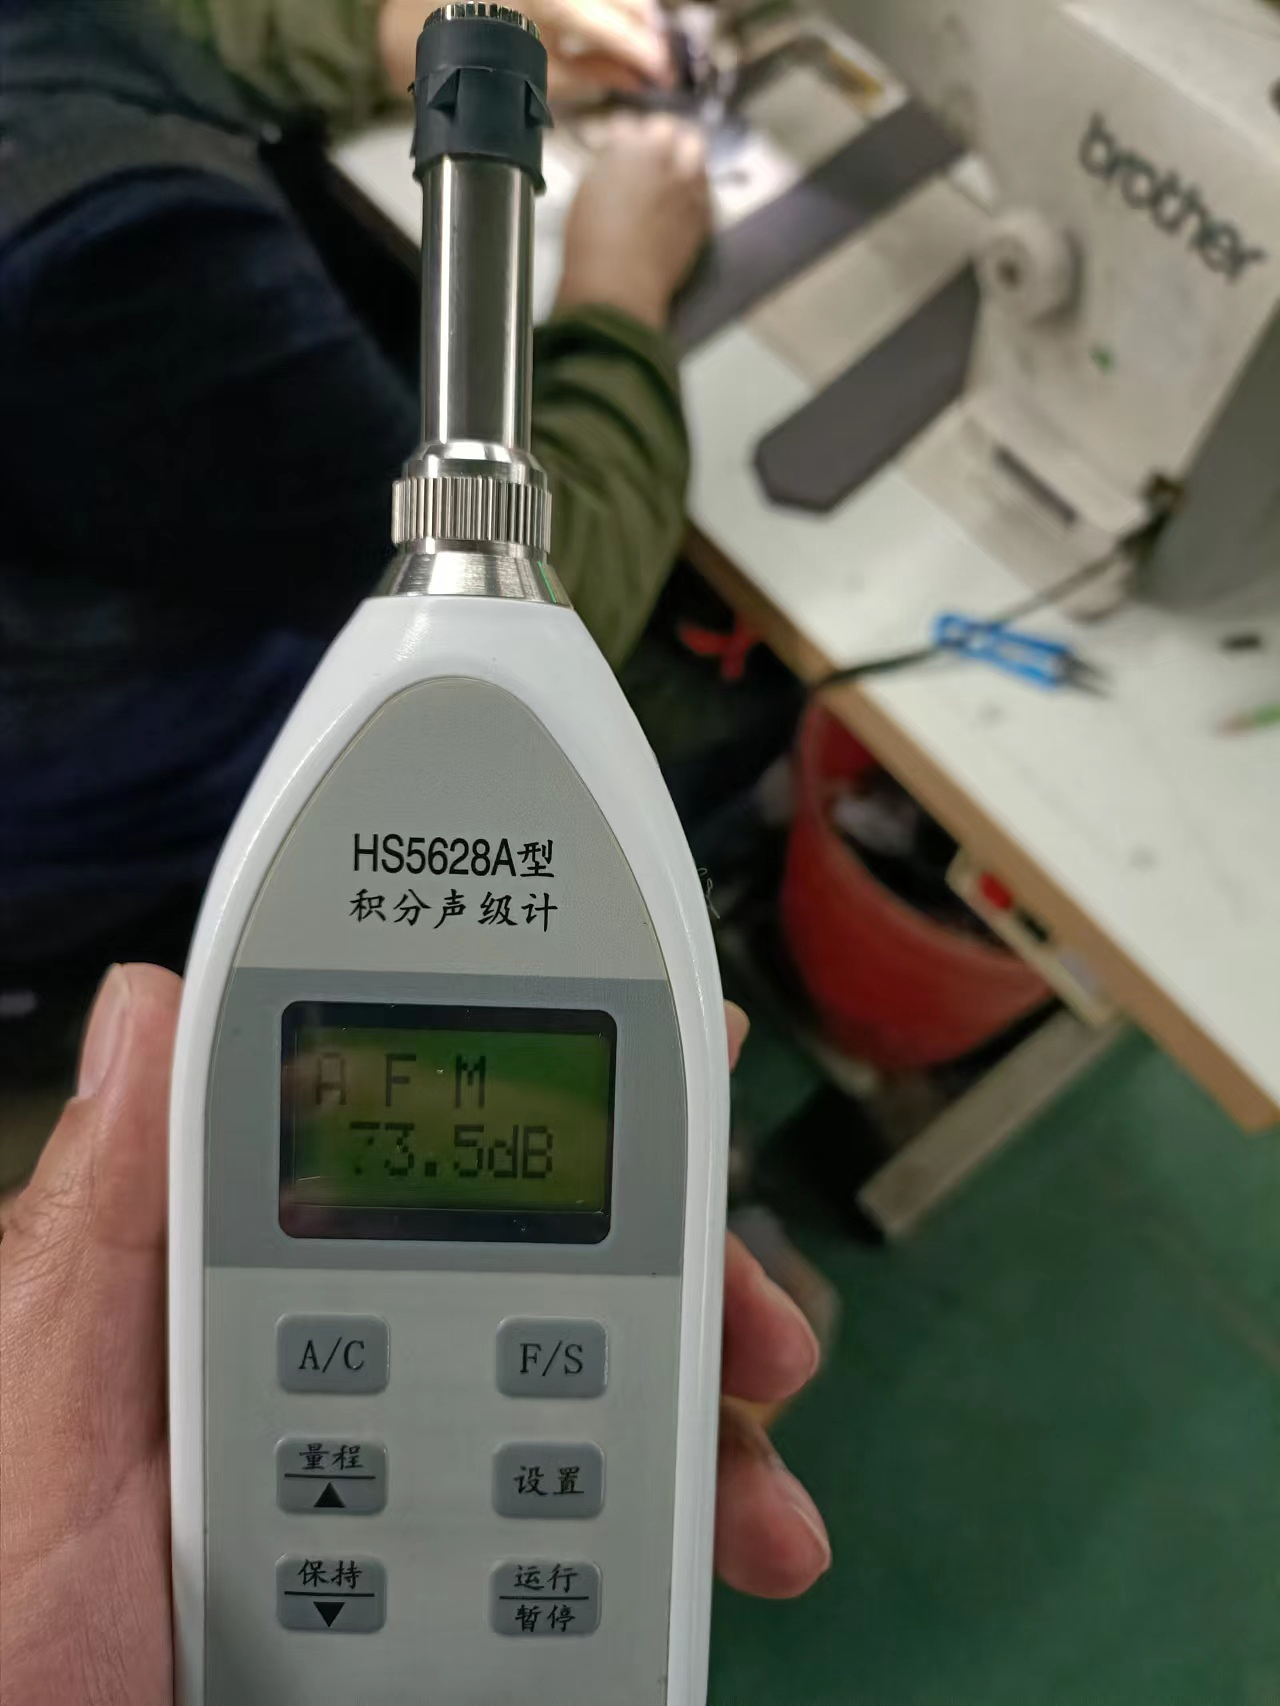 brother
HS5628A型
积分声级计
A F M
73.5dB
A/C
F/S
量程
设置
保持
运行
暂停